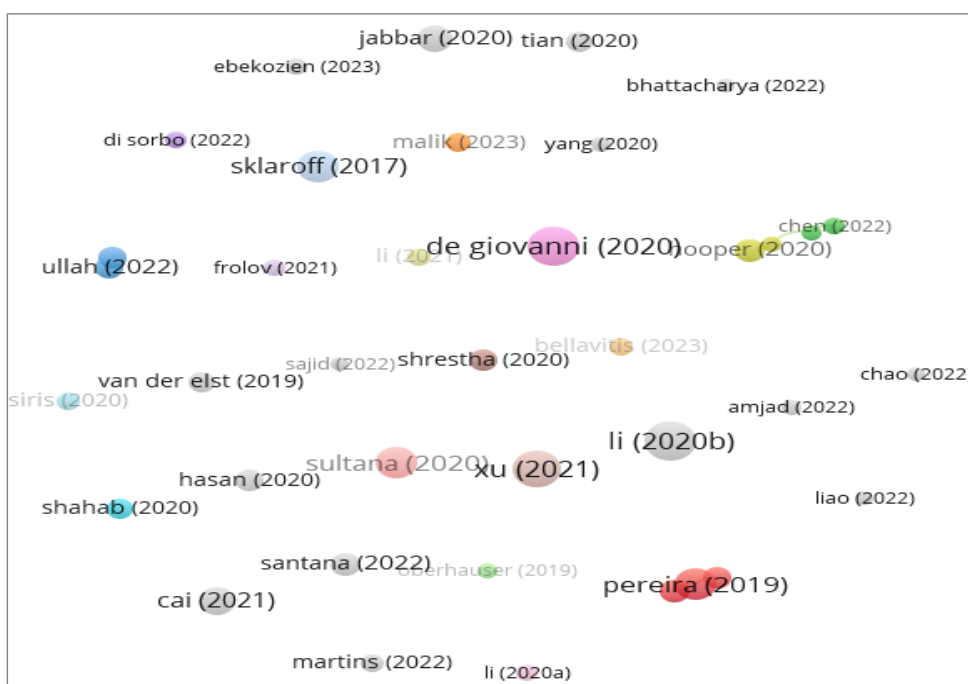 jabbar (2020)
tian (2020)
ebekozien (2023)
bhattacharya (2022)
di sorbo (2022)
malik (2023)
yang (2020)
sklaroff (2017)
chen (2022)
de giovanni (2020)
hooper (2020)
li (2021)
ullah (2022)
frolov (2021)
bellavitis (2023)
shrestha (2020)
sajid (2022)
van der elst (2019)
chao (2022)
siris (2020)
amjad (2022)
li (2020b)
sultana (2020)
xu (2021)
hasan (2020)
liao (2022)
shahab (2020)
santana (2022)
oberhauser (2019)
pereira (2019)
cai (2021)
martins (2022)
li (2020a)